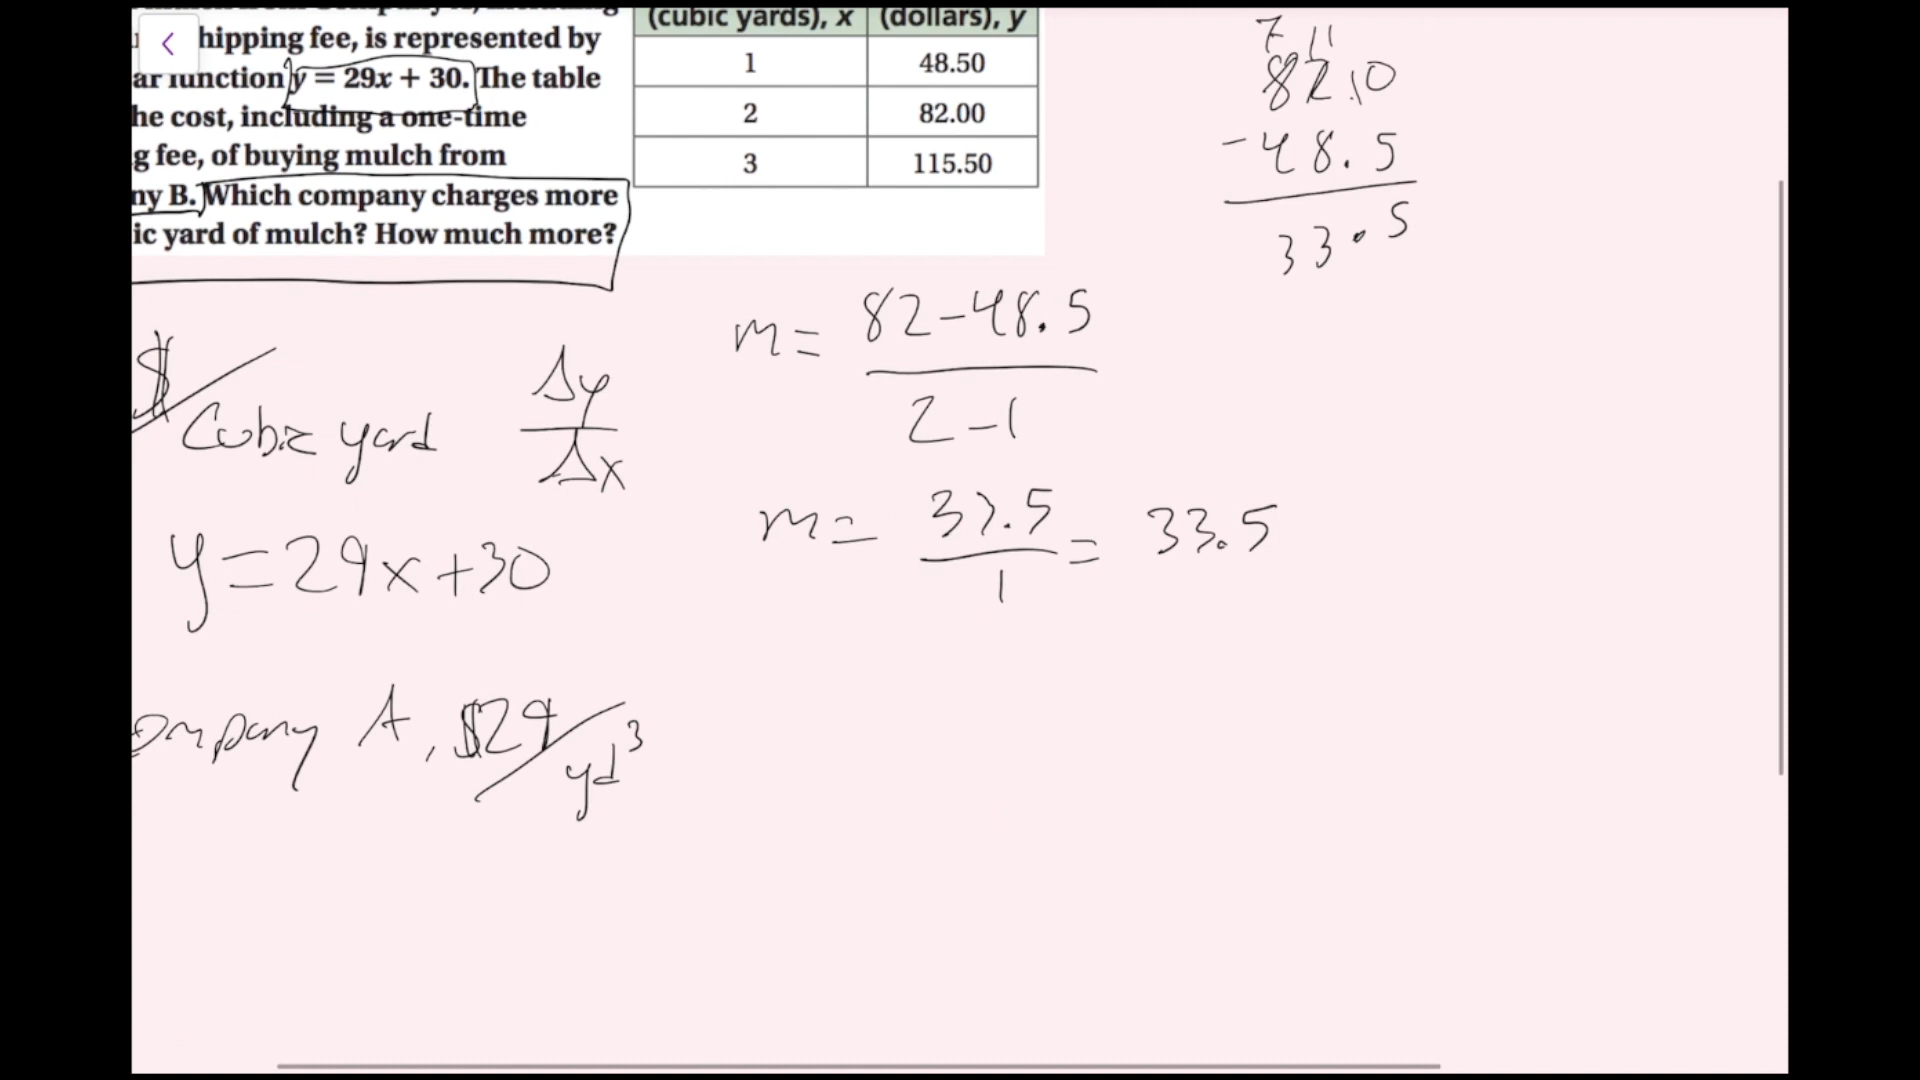 hipping fee, is represented by
ar function y = 29x + 30. The table
he cost, including a one-time
g fee, of buying mulch from
ny B. Which company charges more
ic yard of mulch? How much more?
(cubic yards), x (dollars), y
1 48.50
2 82.00
3 115.50
7 11
82.0
-48.5
33.5
$/Cubic yard Δy/Δx
m = 82-48.5
2-1
m = 33.5/1 = 33.5
y=29x+30
ompany A, $29/yd³